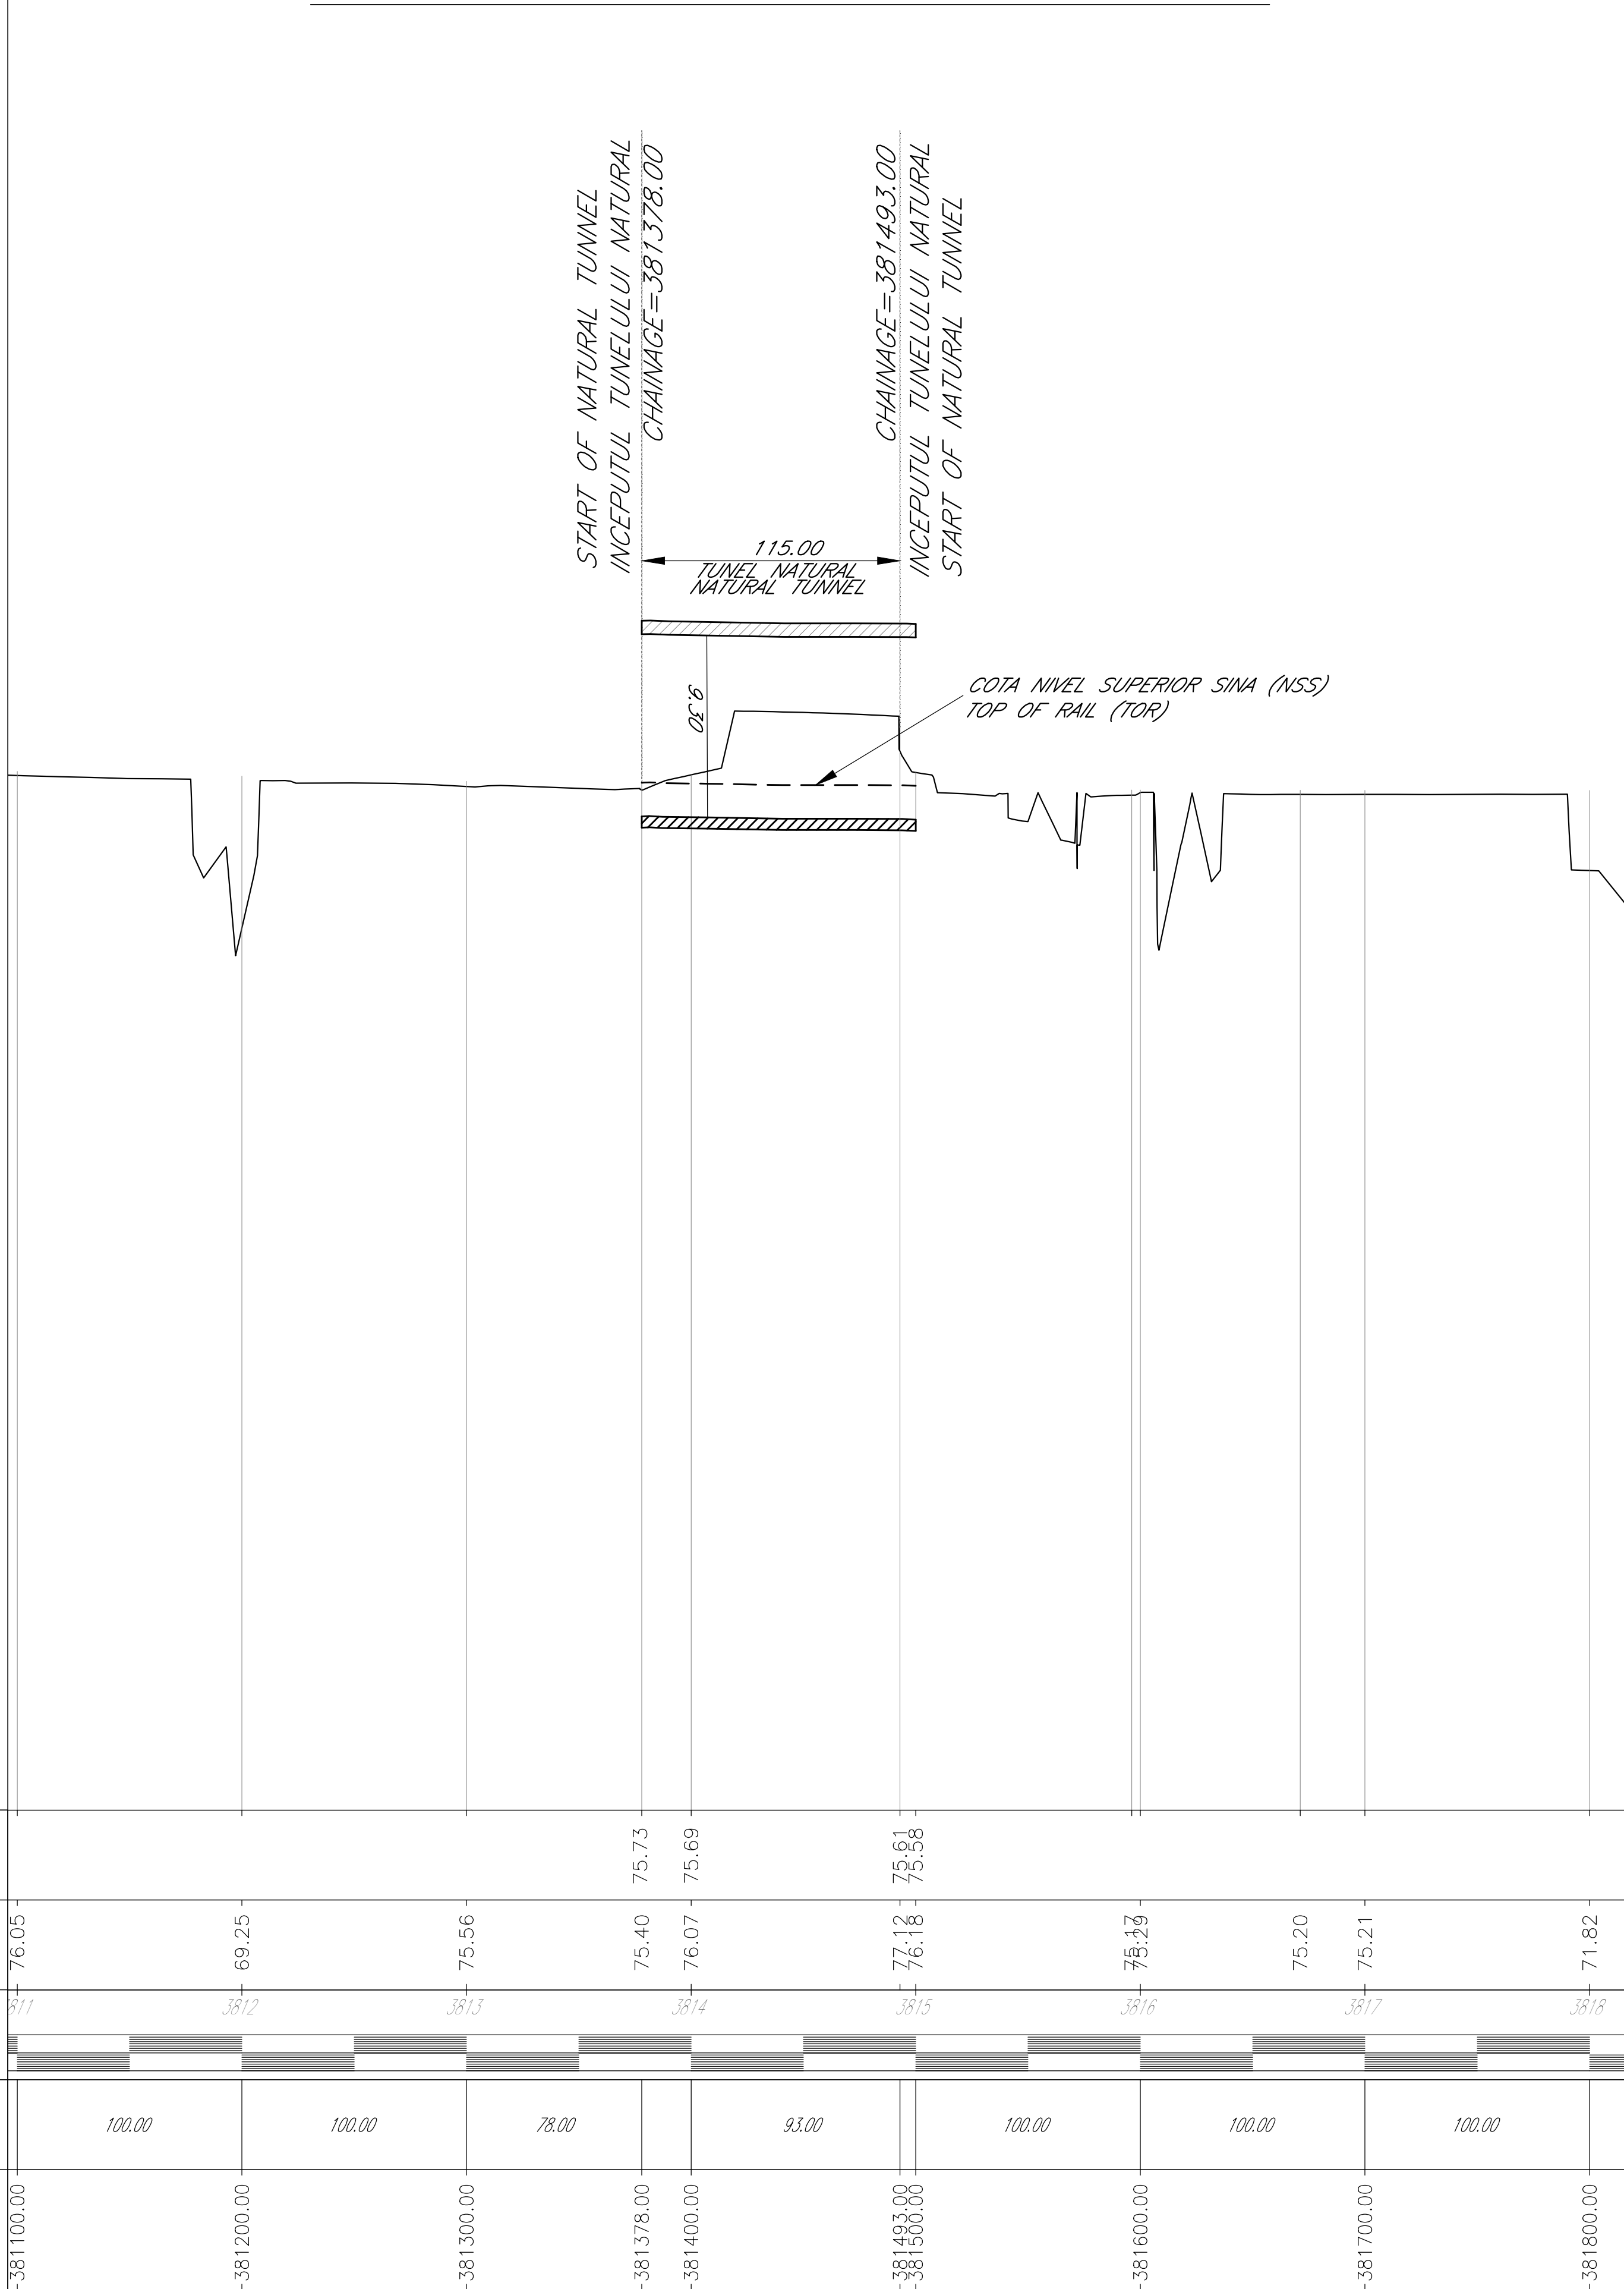 START OF NATURAL TUNNEL
INCEPUTUL TUNELULUI NATURAL
CHAINAGE=381378.00
CHAINAGE=381493.00
INCEPUTUL TUNELULUI NATURAL
START OF NATURAL TUNNEL
115.00
TUNEL NATURAL
NATURAL TUNNEL
9.30
COTA NIVEL SUPERIOR SINA (NSS)
TOP OF RAIL (TOR)
75.73 75.69 75.61 75.58
76.05 69.25 75.56 75.40 76.07 77.12 76.18 75.17 75.29 75.20 75.21 71.82
3811 3812 3813 3814 3815 3816 3817 3818
100.00 100.00 78.00 93.00 100.00 100.00 100.00
381100.00 381200.00 381300.00 381378.00 381400.00 381493.00 381500.00 381600.00 381700.00 381800.00